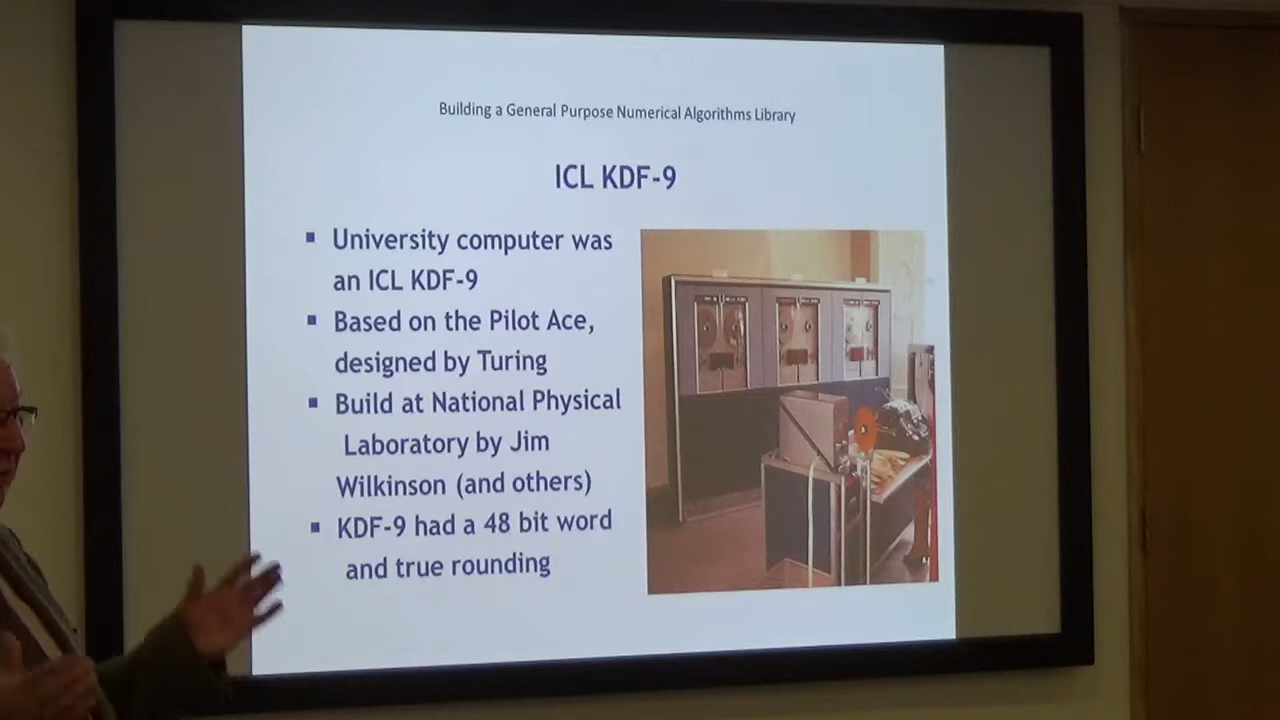 Building a General Purpose Numerical Algorithms Library
ICL KDF-9
▪ University computer was
an ICL KDF-9
▪ Based on the Pilot Ace,
designed by Turing
▪ Build at National Physical
Laboratory by Jim
Wilkinson (and others)
▪ KDF-9 had a 48 bit word
and true rounding